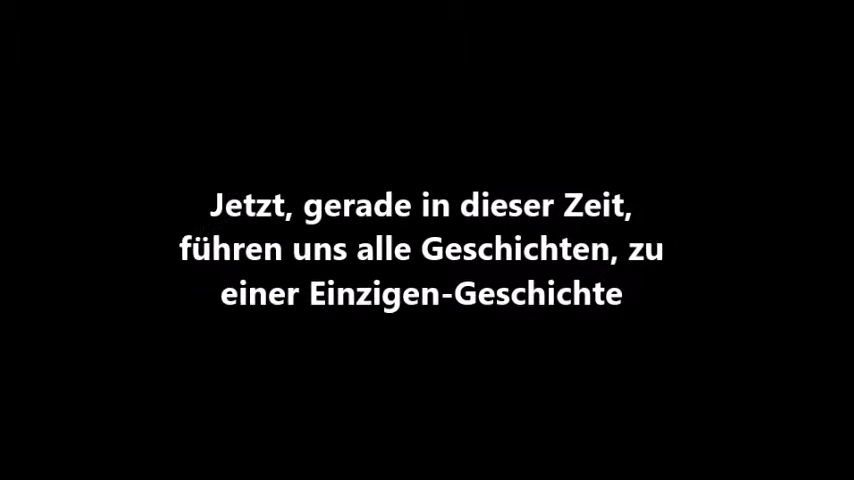 Jetzt, gerade in dieser Zeit,
führen uns alle Geschichten, zu
einer Einzigen-Geschichte